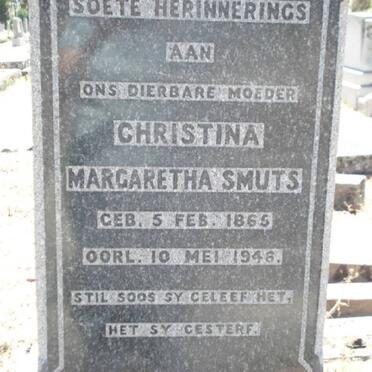 SOETE HERINNERINGS
AAN
ONS DIERBARE MOEDER
CHRISTINA
MARGARETHA SMUTS
GEB. 5 FEB. 1865
OORL. 10 MEI 1948.
STIL SOOS SY GELEEF HET,
HET SY GESTERF.